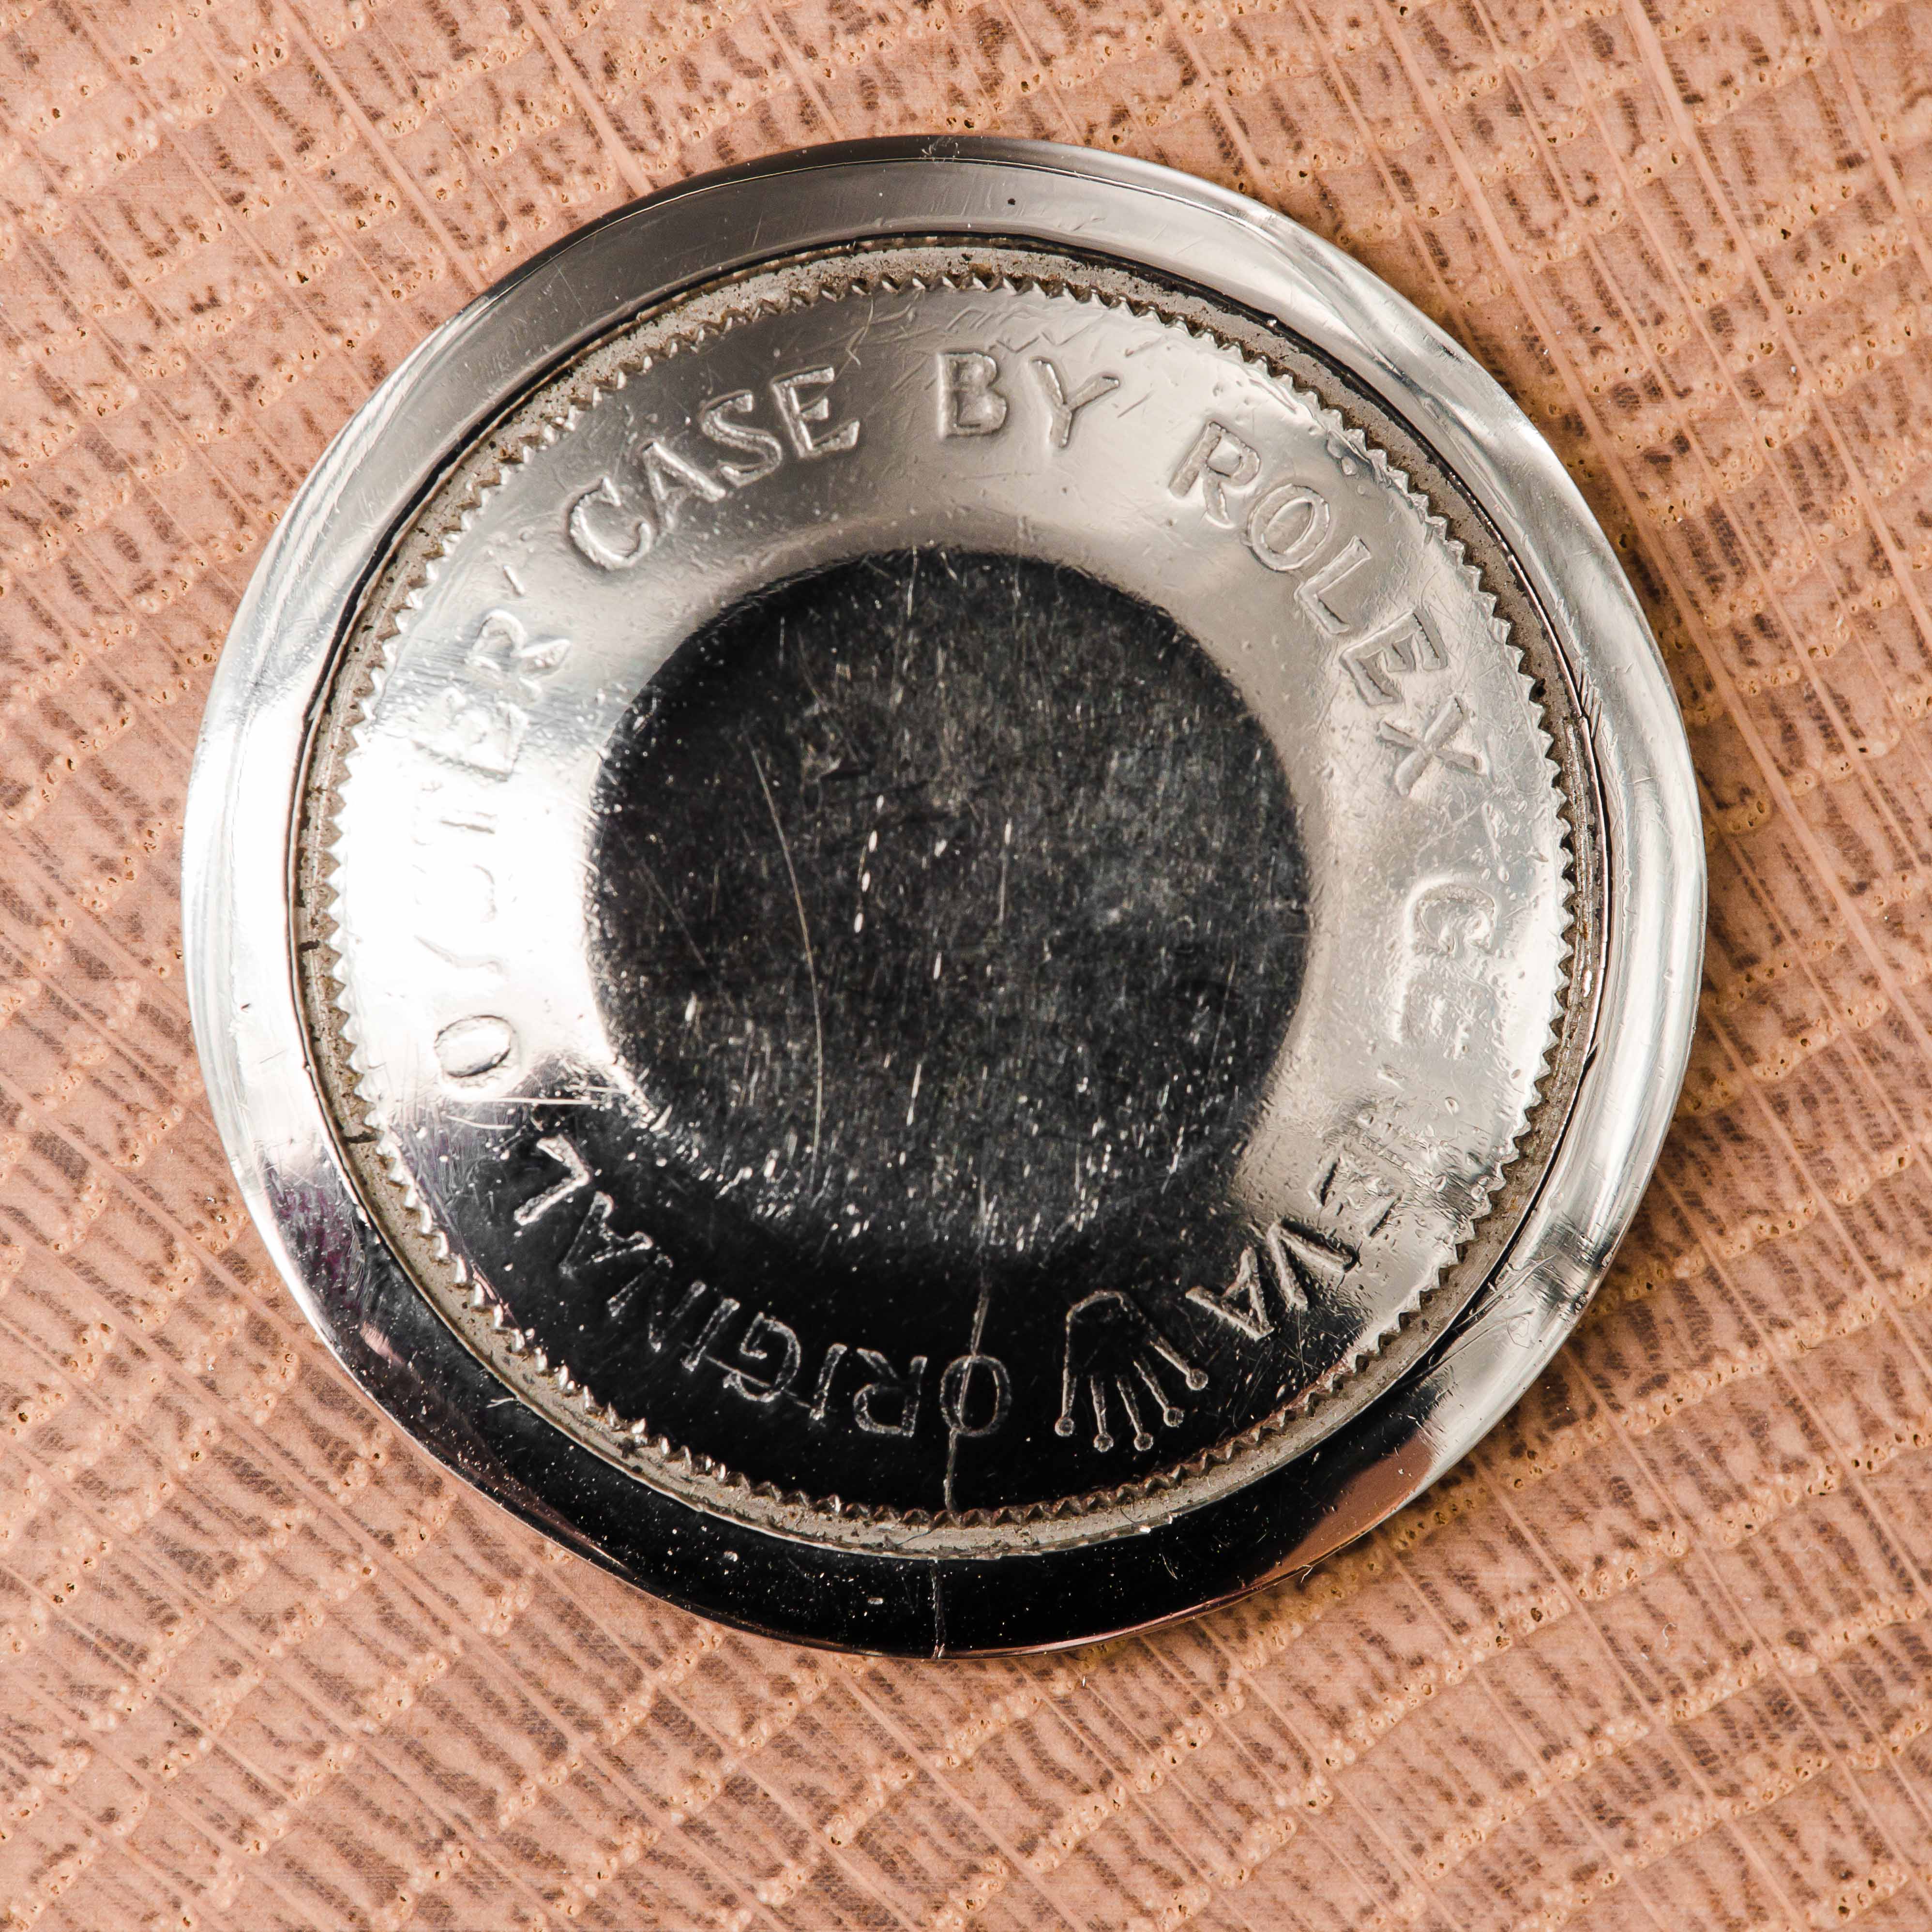 ORIGINAL OYSTER CASE BY ROLEX GENEVA